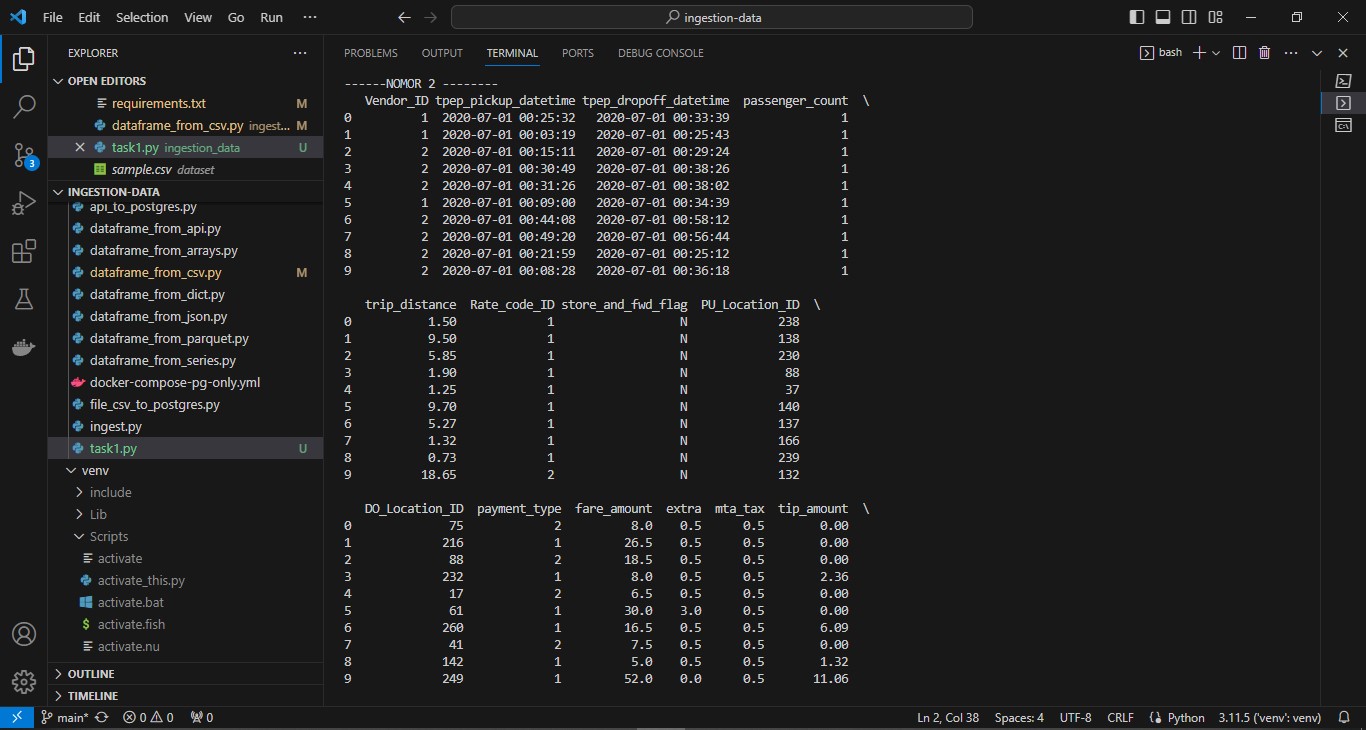 File Edit Selection View Go Run ··· ingestion-data
EXPLORER ···
OPEN EDITORS
requirements.txt M
dataframe_from_csv.py ingest... M
task1.py ingestion_data U
sample.csv dataset
3
INGESTION-DATA
api_to_postgres.py
dataframe_from_api.py
dataframe_from_arrays.py
dataframe_from_csv.py M
dataframe_from_dict.py
dataframe_from_json.py
dataframe_from_parquet.py
dataframe_from_series.py
docker-compose-pg-only.yml
file_csv_to_postgres.py
ingest.py
task1.py U
venv
include
Lib
Scripts
activate
activate_this.py
activate.bat
$ activate.fish
activate.nu
OUTLINE
TIMELINE
PROBLEMS OUTPUT TERMINAL PORTS DEBUG CONSOLE bash ···
------NOMOR 2 --------
Vendor_ID tpep_pickup_datetime tpep_dropoff_datetime passenger_count \
0 1 2020-07-01 00:25:32 2020-07-01 00:33:39 1
1 1 2020-07-01 00:03:19 2020-07-01 00:25:43 1
2 2 2020-07-01 00:15:11 2020-07-01 00:29:24 1
3 2 2020-07-01 00:30:49 2020-07-01 00:38:26 1
4 2 2020-07-01 00:31:26 2020-07-01 00:38:02 1
5 1 2020-07-01 00:09:00 2020-07-01 00:34:39 1
6 2 2020-07-01 00:44:08 2020-07-01 00:58:12 1
7 2 2020-07-01 00:49:20 2020-07-01 00:56:44 1
8 2 2020-07-01 00:21:59 2020-07-01 00:25:12 1
9 2 2020-07-01 00:08:28 2020-07-01 00:36:18 1
trip_distance Rate_code_ID store_and_fwd_flag PU_Location_ID \
0 1.50 1 N 238
1 9.50 1 N 138
2 5.85 1 N 230
3 1.90 1 N 88
4 1.25 1 N 37
5 9.70 1 N 140
6 5.27 1 N 137
7 1.32 1 N 166
8 0.73 1 N 239
9 18.65 2 N 132
DO_Location_ID payment_type fare_amount extra mta_tax tip_amount \
0 75 2 8.0 0.5 0.5 0.00
1 216 1 26.5 0.5 0.5 0.00
2 88 2 18.5 0.5 0.5 0.00
3 232 1 8.0 0.5 0.5 2.36
4 17 2 6.5 0.5 0.5 0.00
5 61 1 30.0 3.0 0.5 0.00
6 260 1 16.5 0.5 0.5 6.09
7 41 2 7.5 0.5 0.5 0.00
8 142 1 5.0 0.5 0.5 1.32
9 249 1 52.0 0.0 0.5 11.06
main* 0 0 0 Ln 2, Col 38 Spaces: 4 UTF-8 CRLF Python 3.11.5 ('venv': venv)